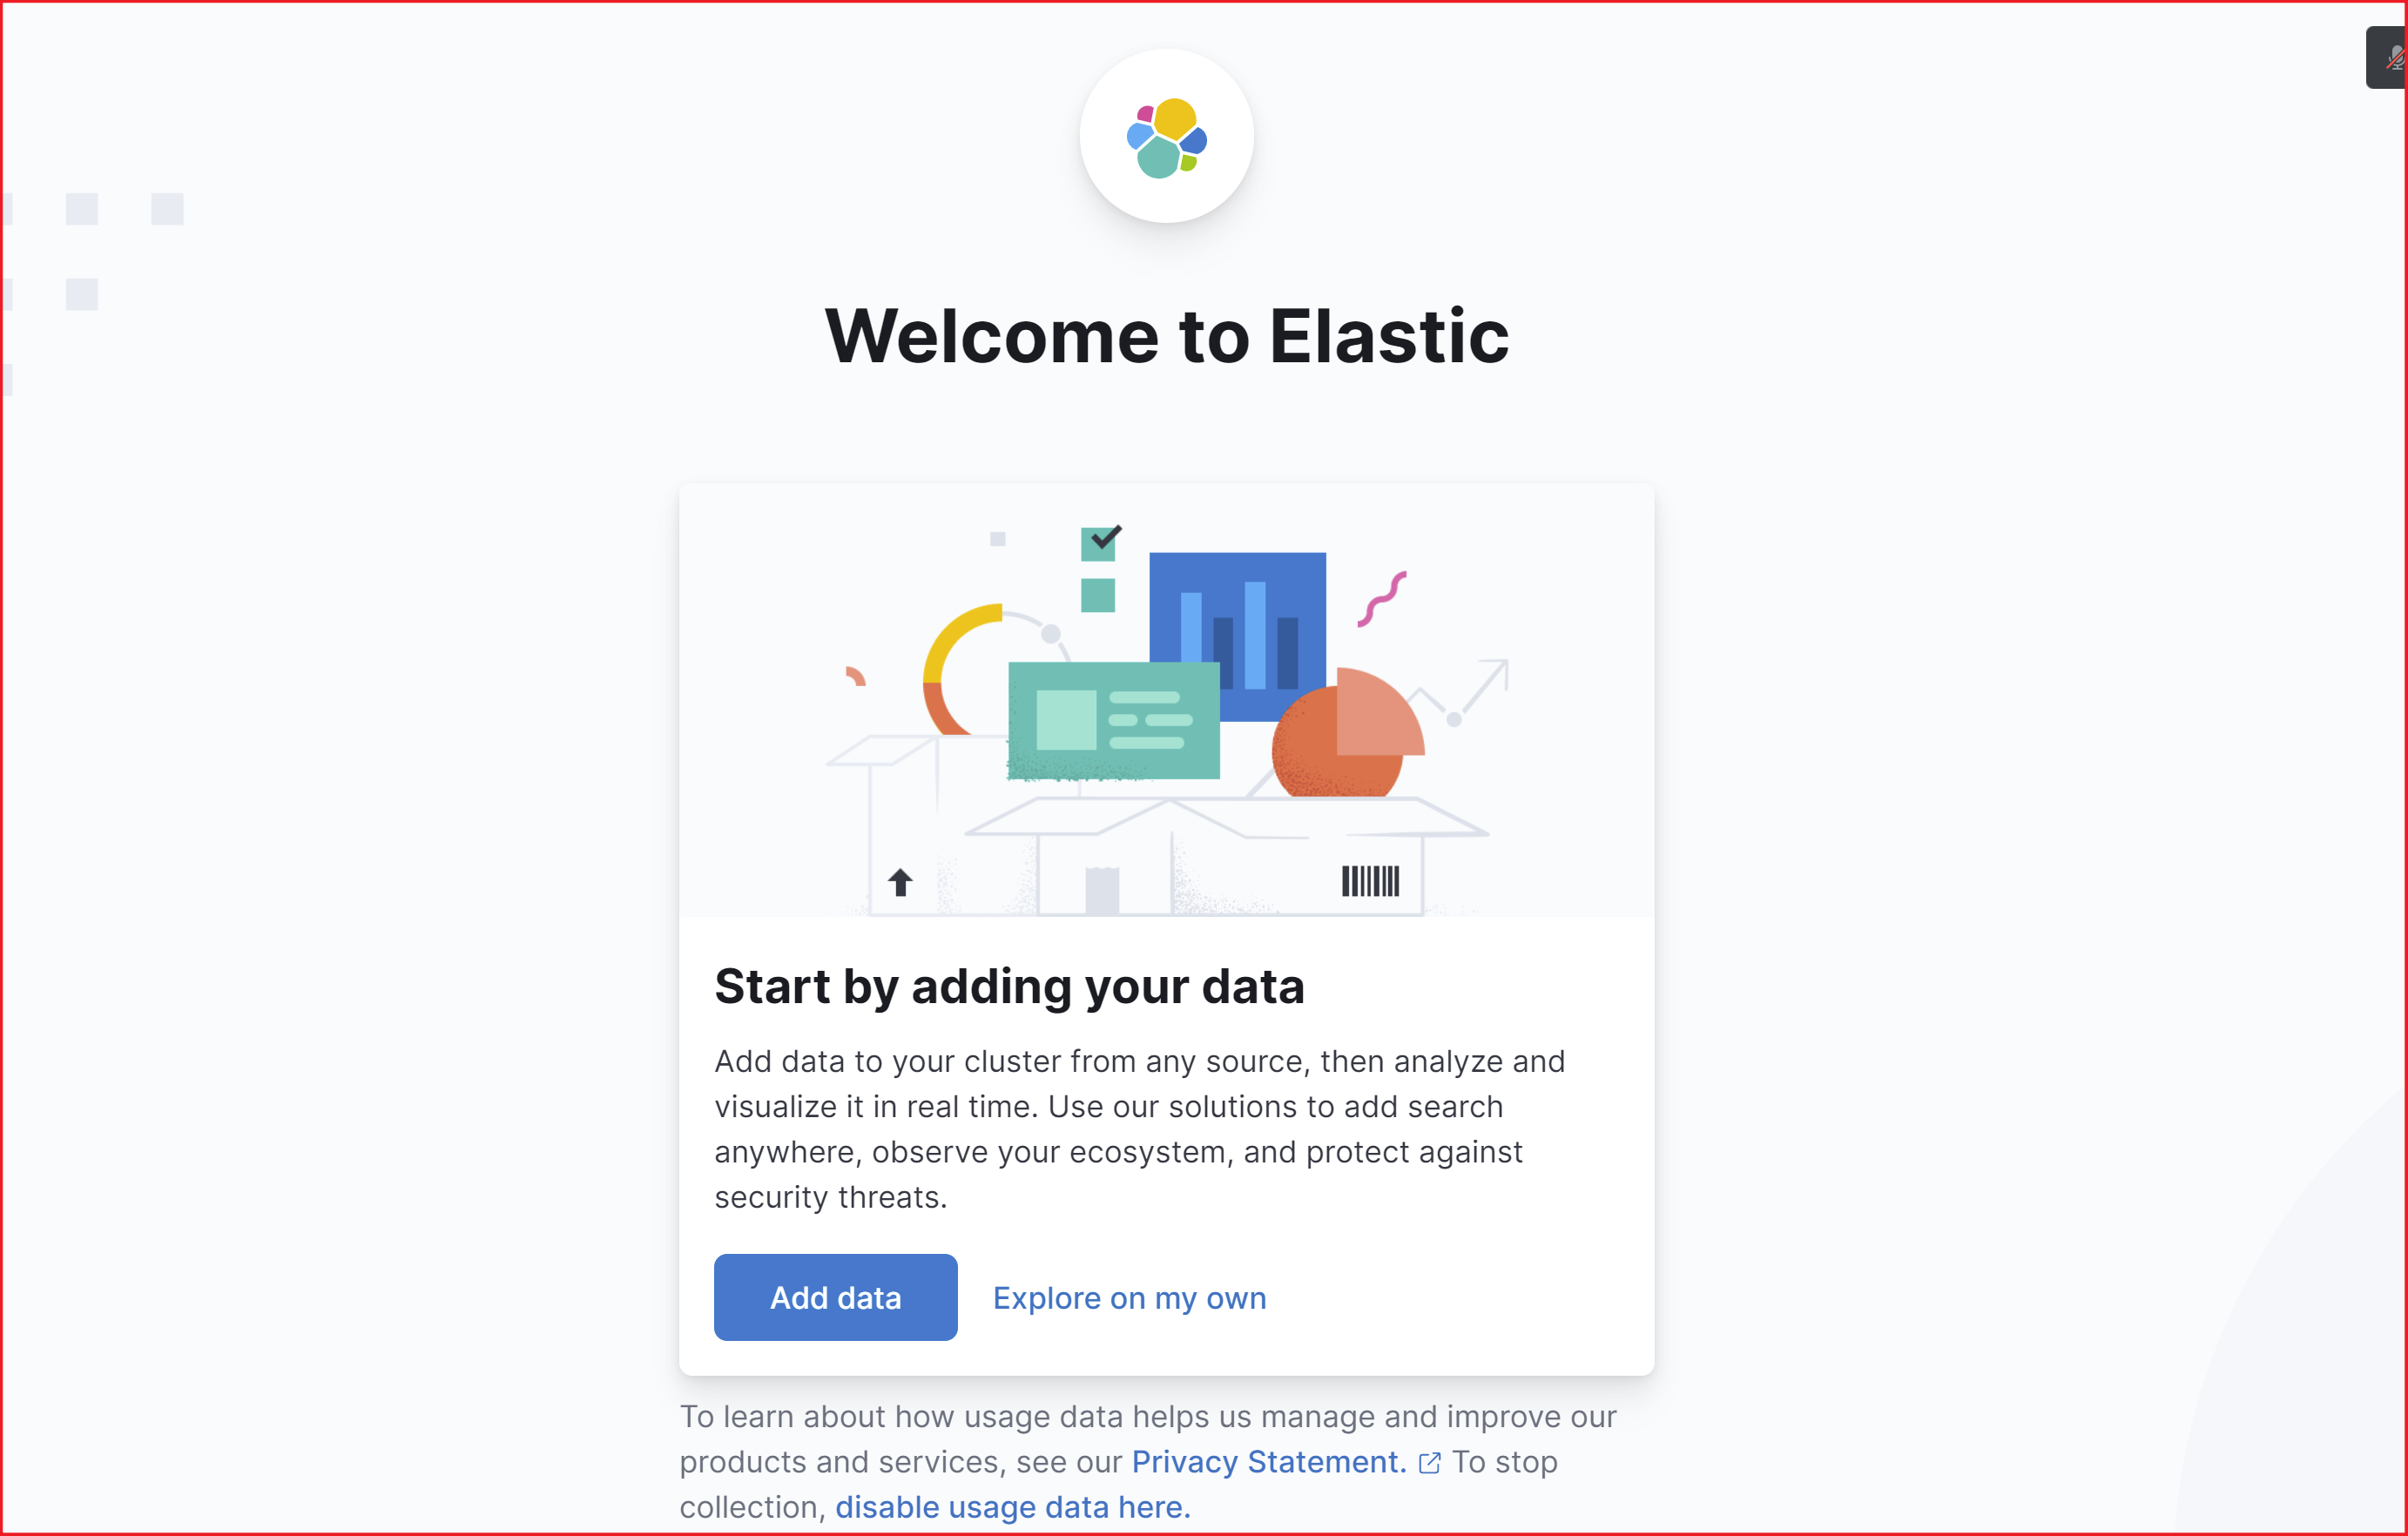 Welcome to Elastic
Start by adding your data
Add data to your cluster from any source, then analyze and
visualize it in real time. Use our solutions to add search
anywhere, observe your ecosystem, and protect against
security threats.
Add data
Explore on my own
To learn about how usage data helps us manage and improve our
products and services, see our Privacy Statement. To stop
collection, disable usage data here.